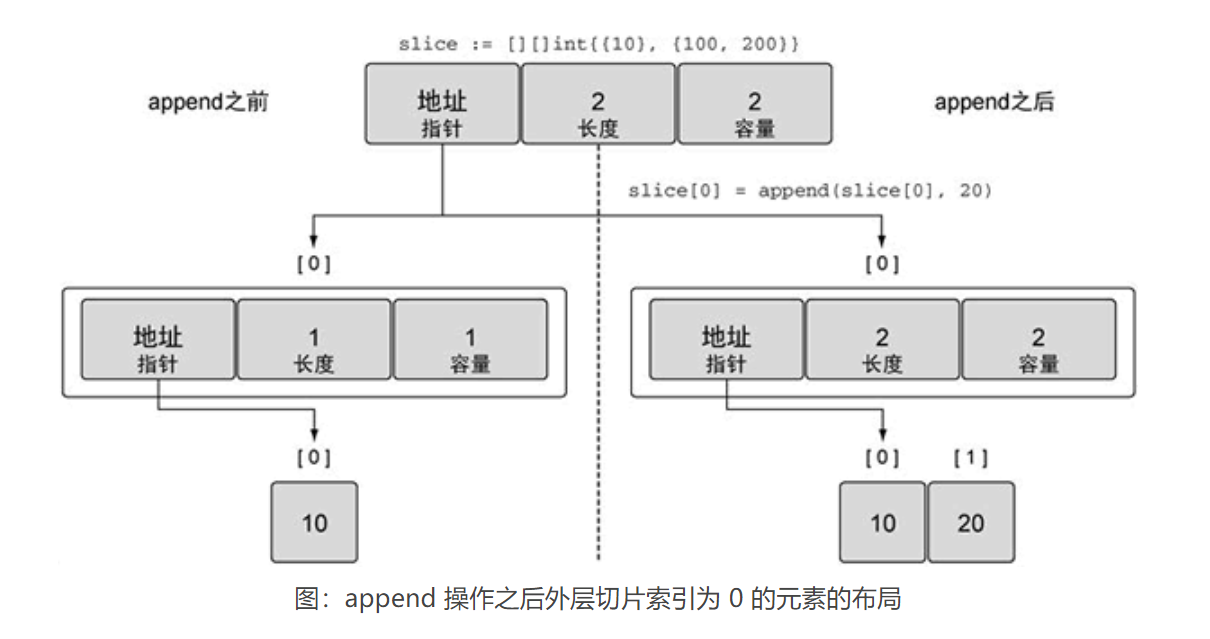 slice := [][]int{{10}, {100, 200}}
append之前
地址 2 2
指针 长度 容量
append之后
slice[0] = append(slice[0], 20)
[0] [0]
地址 1 1 地址 2 2
指针 长度 容量 指针 长度 容量
[0] [0] [1]
10 10 20
图：append 操作之后外层切片索引为 0 的元素的布局